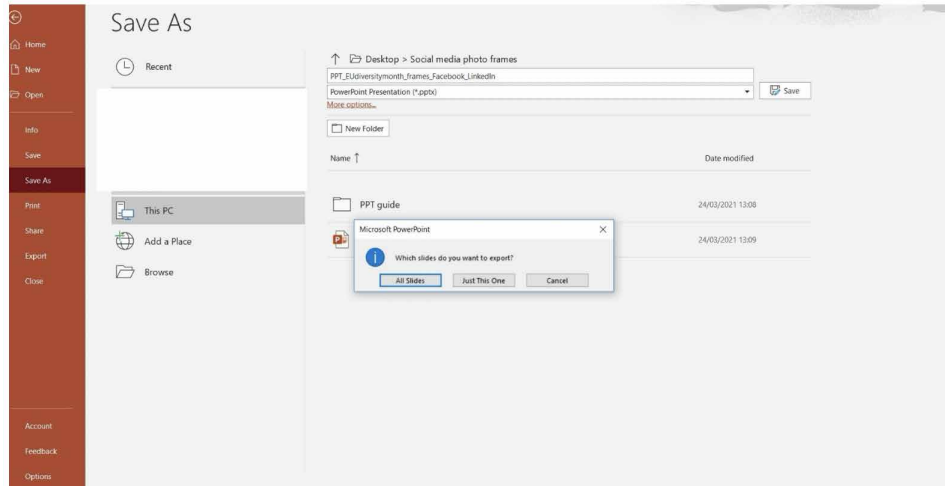 Save As
Home
New
Open
Info
Save
Save As
Print
Share
Export
Close
Account
Feedback
Options
Recent
This PC
Add a Place
Browse
Desktop > Social media photo frames
PPT_EUdiversitymonth_frames_Facebook_LinkedIn
PowerPoint Presentation (*.pptx)
Save
More options...
New Folder
Name
Date modified
PPT guide
24/03/2021 13:08
24/03/2021 13:09
Microsoft PowerPoint
Which slides do you want to export?
All Slides
Just This One
Cancel